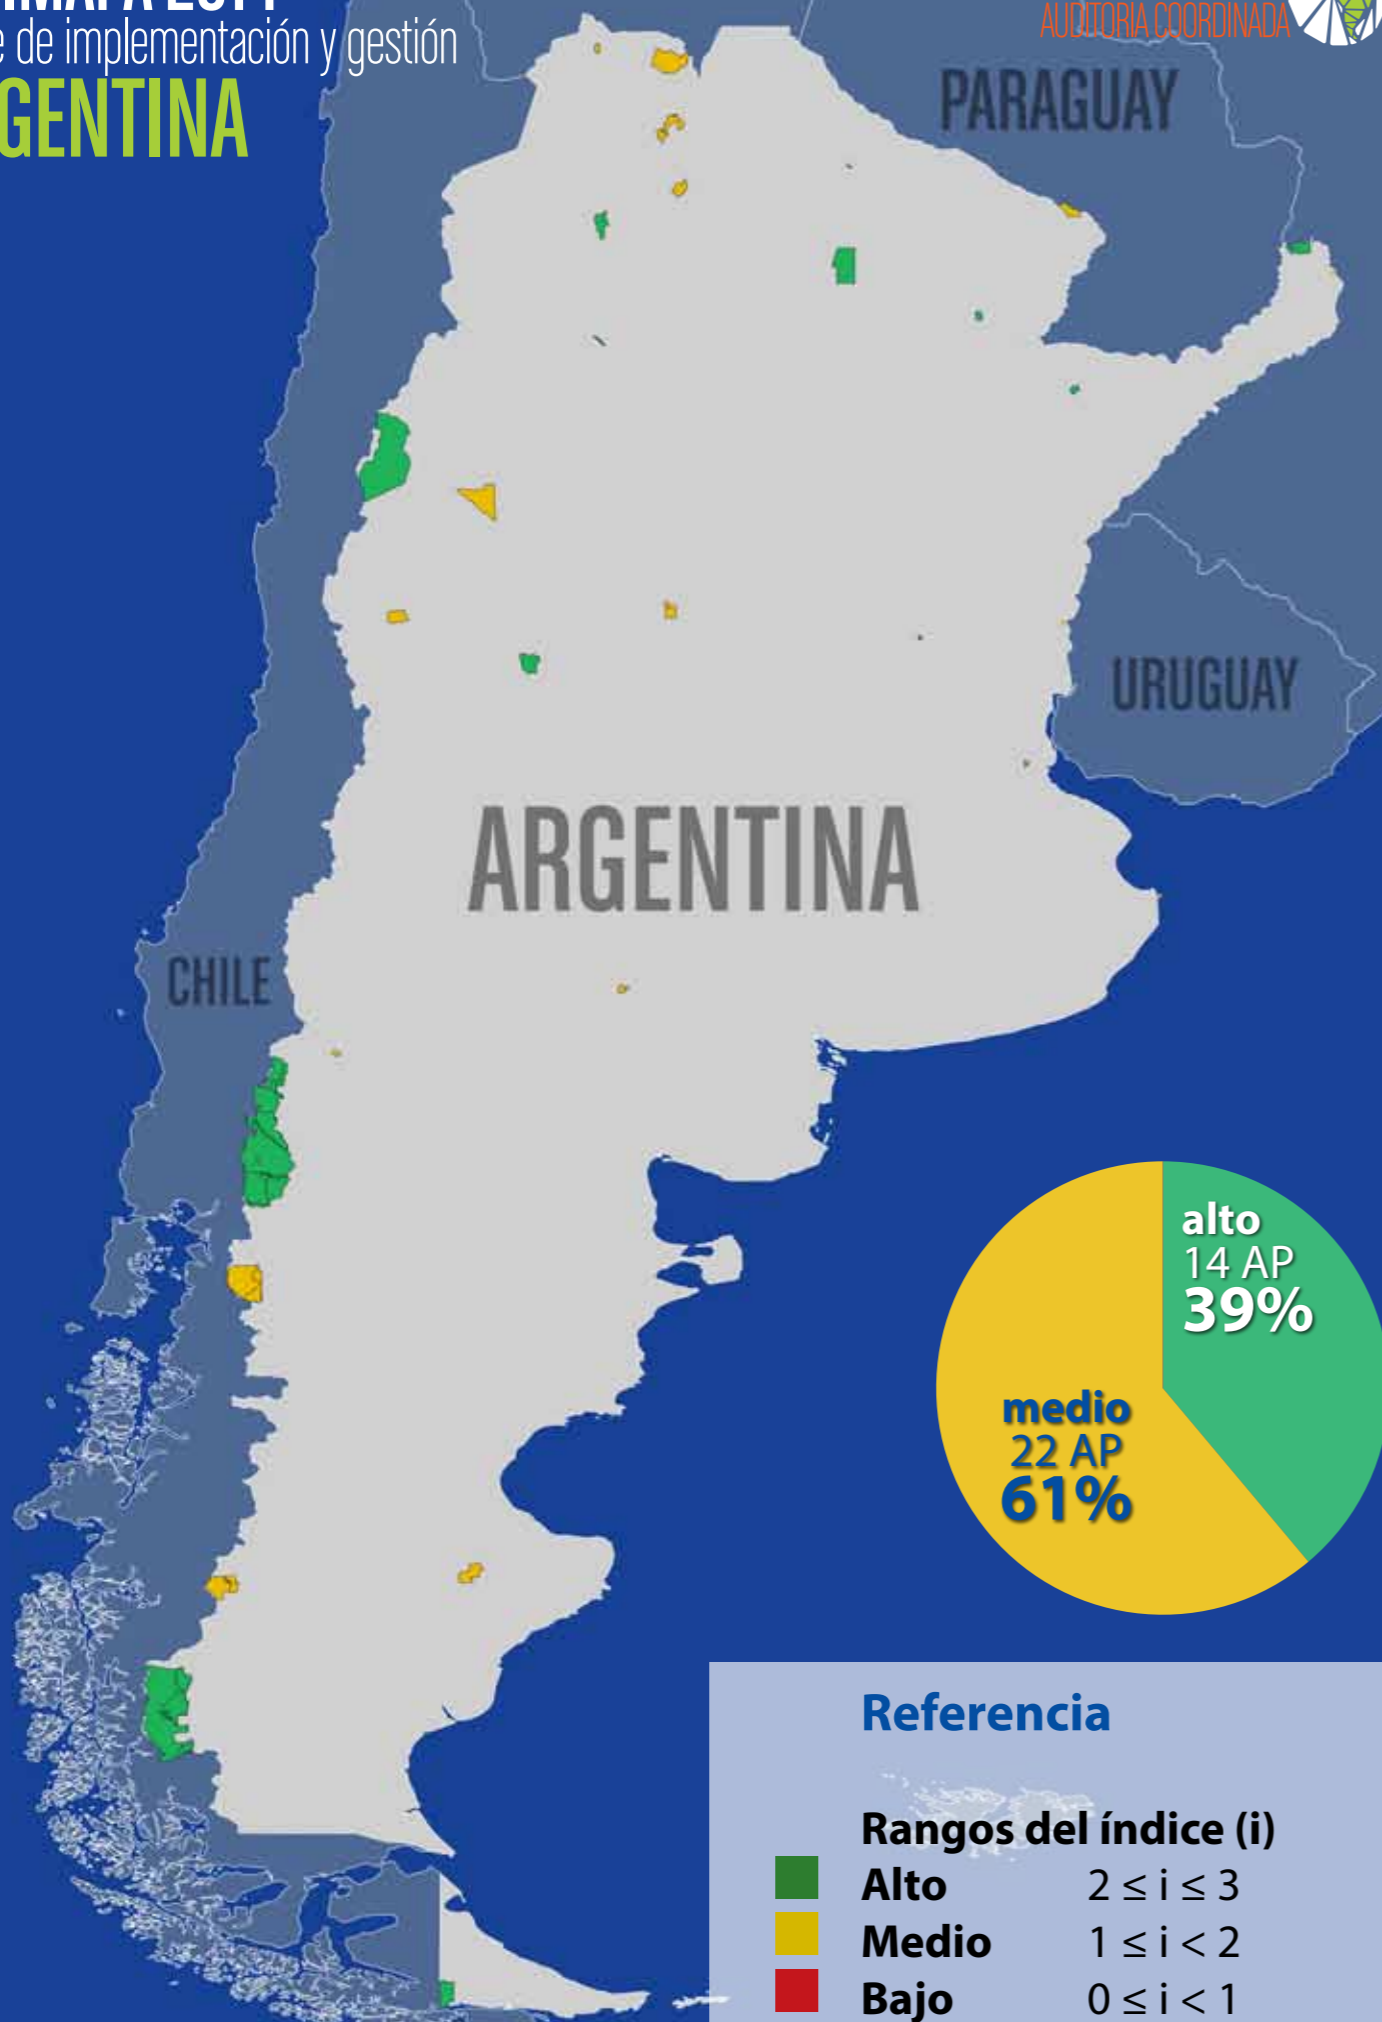 e de implementación y gestión
GENTINA
AUDITORIA COORDINADA
PARAGUAY
URUGUAY
ARGENTINA
CHILE
alto
14 AP
39%
medio
22 AP
61%
Referencia
Rangos del índice (i)
Alto 2 ≤ i ≤ 3
Medio 1 ≤ i < 2
Bajo 0 ≤ i < 1